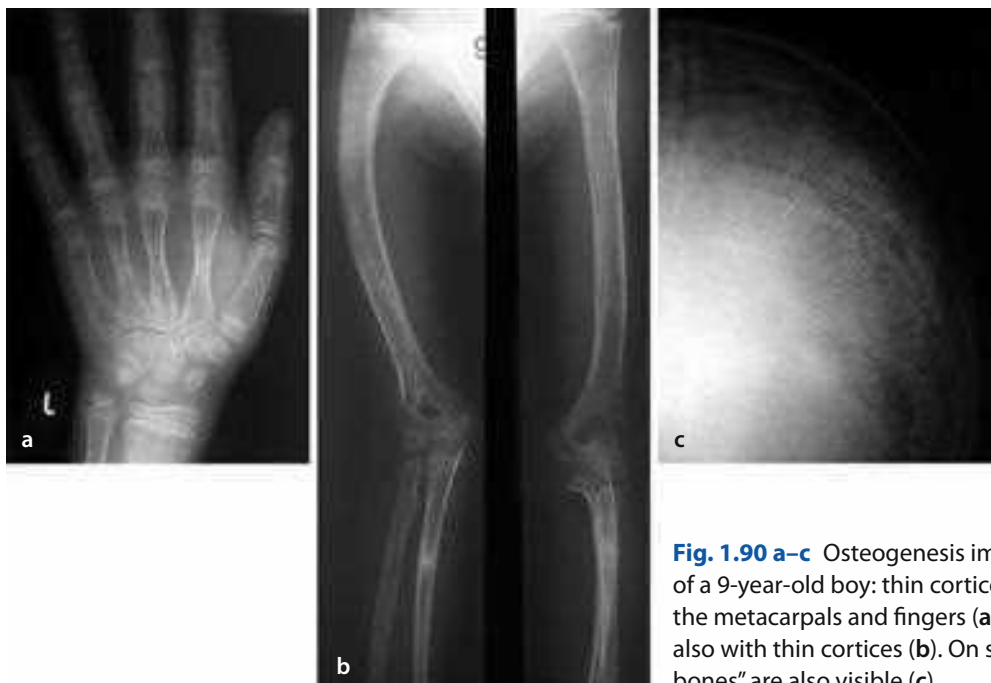 L
a
g
b
c
Fig. 1.90 a–c Osteogenesis im
of a 9-year-old boy: thin cortice
the metacarpals and fingers (a
also with thin cortices (b). On s
bones” are also visible (c)